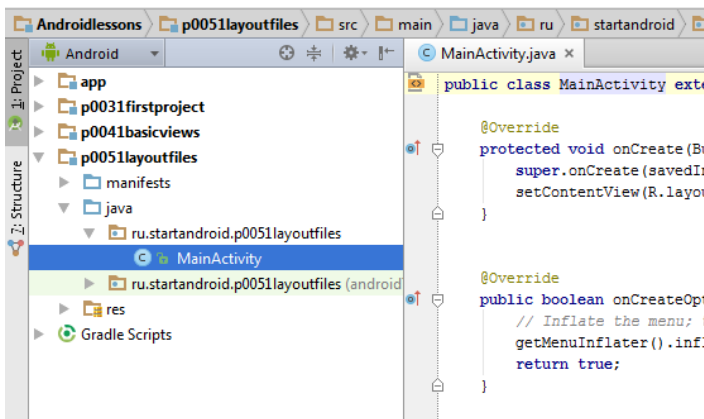 Androidlessons p0051layoutfiles src main java ru startandroid
1: Project
7: Structure
Android
app
p0031firstproject
p0041basicviews
p0051layoutfiles
manifests
java
ru.startandroid.p0051layoutfiles
MainActivity
ru.startandroid.p0051layoutfiles (android
res
Gradle Scripts
MainActivity.java ×
public class MainActivity exte
@Override
protected void onCreate(Bu
super.onCreate(savedIn
setContentView(R.layou
}
@Override
public boolean onCreateOpt
// Inflate the menu;
getMenuInflater().infl
return true;
}